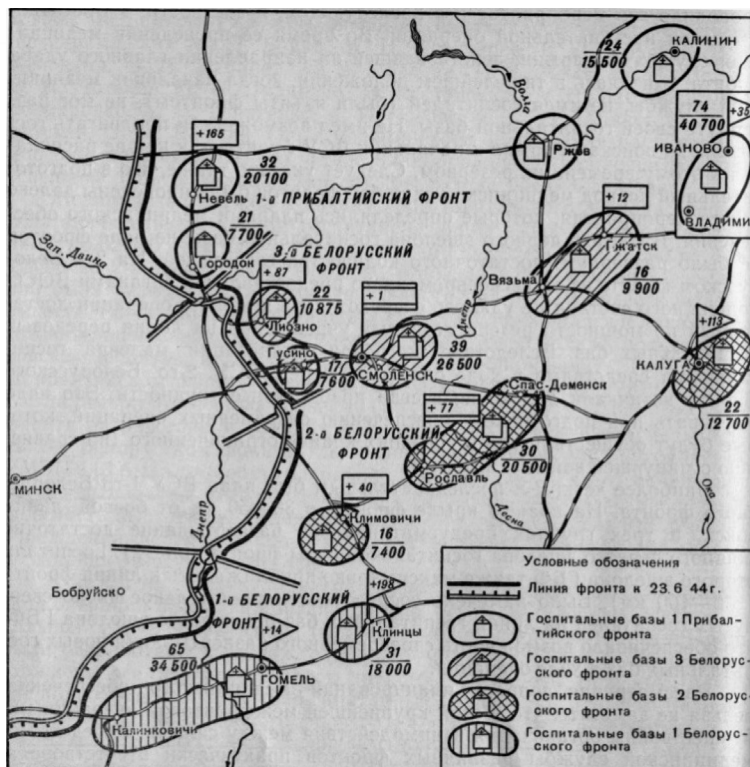 24
15 500
КАЛИНИН
Волга
74
40 700
+35
+165
Ржев
ИВАНОВО
32
20 100
Невель
1-й ПРИБАЛТИЙСКИЙ ФРОНТ
+12
ВЛАДИМИР
21
7700
Гжатск
Зап. Двина
Городок
3-й БЕЛОРУССКИЙ
ФРОНТ
+87
Вязьма
16
9 900
22
10 875
+1
Днепр
Лиозно
+113
Гусино
39
26 500
КАЛУГА
17
7600
СМОЛЕНСК
Спас-Деменск
+77
22
12 700
2-й БЕЛОРУССКИЙ
ФРОНТ
30
20 500
Рославль
МИНСК
+40
Ока
Десна
Климовичи
16
7400
Днепр
Условные обозначения
Линия фронта к 23.6 44г.
Бобруйск
+198
Госпитальные базы 1 Прибал-
тийского фронта
1-й БЕЛОРУССКИЙ
ФРОНТ
+14
Клинцы
Госпитальные базы 3 Белорус-
ского фронта
65
34 500
31
18 000
ГОМЕЛЬ
Госпитальные базы 2 Белорус-
ского фронта
Калинковичи
Госпитальные базы 1 Белорус-
ского фронта